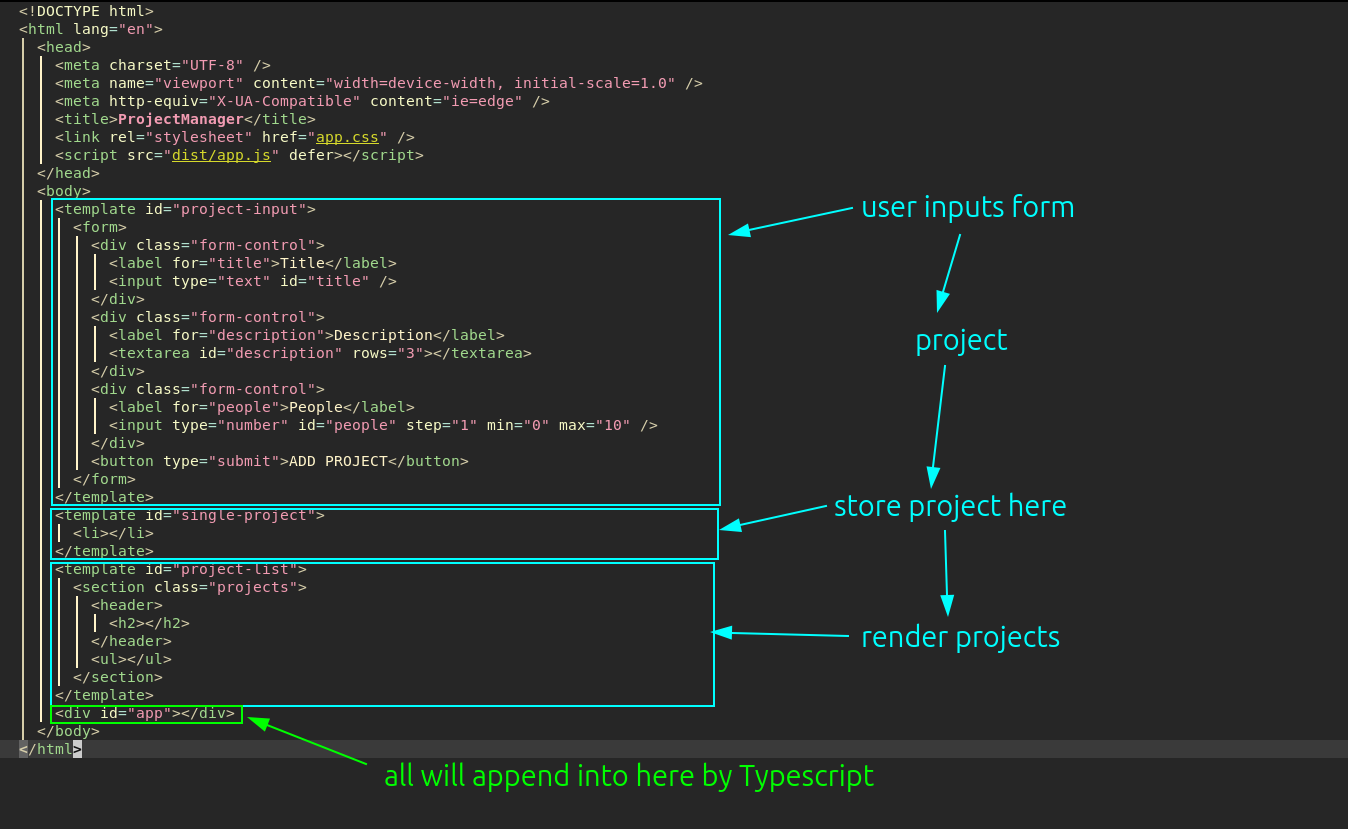 <!DOCTYPE html>
<html lang="en">
<head>
<meta charset="UTF-8" />
<meta name="viewport" content="width=device-width, initial-scale=1.0" />
<meta http-equiv="X-UA-Compatible" content="ie=edge" />
<title>ProjectManager</title>
<link rel="stylesheet" href="app.css" />
<script src="dist/app.js" defer></script>
</head>
<body>
<template id="project-input">
<form>
<div class="form-control">
<label for="title">Title</label>
<input type="text" id="title" />
</div>
<div class="form-control">
<label for="description">Description</label>
<textarea id="description" rows="3"></textarea>
</div>
<div class="form-control">
<label for="people">People</label>
<input type="number" id="people" step="1" min="0" max="10" />
</div>
<button type="submit">ADD PROJECT</button>
</form>
</template>
<template id="single-project">
<li></li>
</template>
<template id="project-list">
<section class="projects">
<header>
<h2></h2>
</header>
<ul></ul>
</section>
</template>
<div id="app"></div>
</body>
</html>
user inputs form
project
store project here
render projects
all will append into here by Typescript